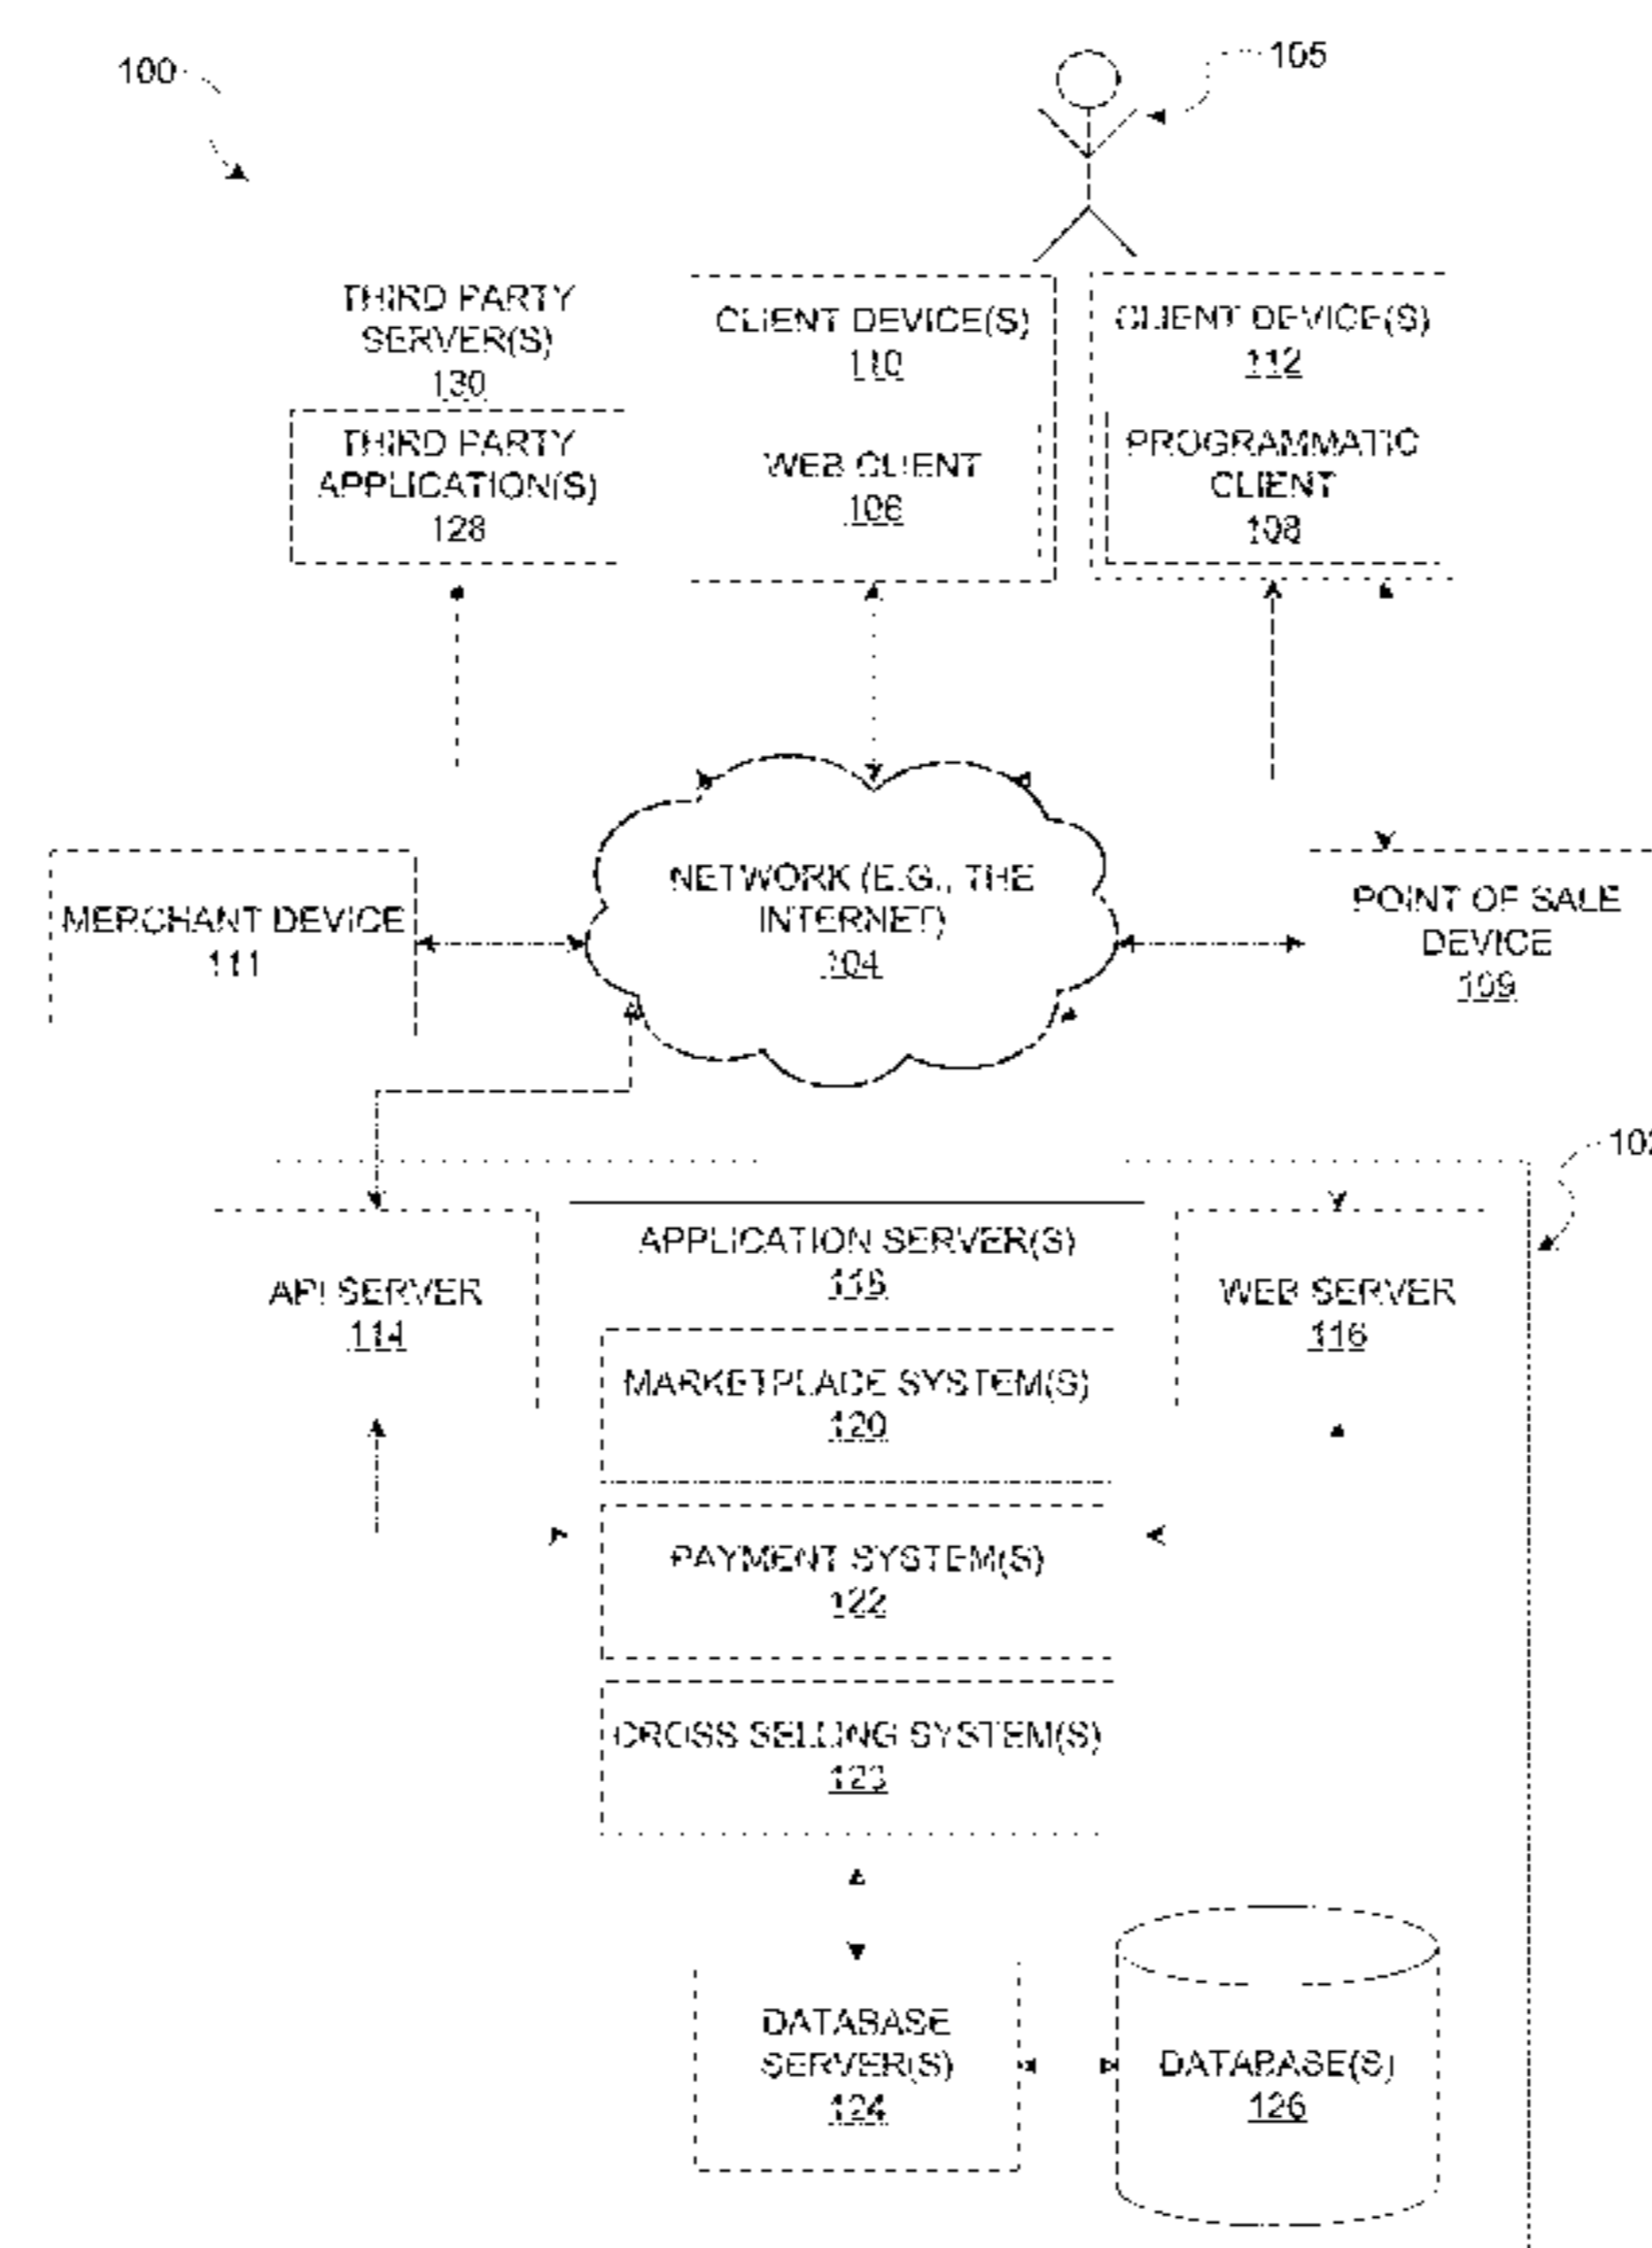 100
105
THIRD PARTY
SERVER(S)
130
THIRD PARTY
APPLICATION(S)
128
CLIENT DEVICE(S)
110
WEB CLIENT
106
CLIENT DEVICE(S)
112
PROGRAMMATIC
CLIENT
108
MERCHANT DEVICE
111
NETWORK (E.G., THE
INTERNET)
104
POINT OF SALE
DEVICE
109
API SERVER
114
APPLICATION SERVER(S)
118
WEB SERVER
116
MARKETPLACE SYSTEM(S)
120
PAYMENT SYSTEM(S)
122
CROSS SELLING SYSTEM(S)
123
DATABASE
SERVER(S)
124
DATABASE(S)
126